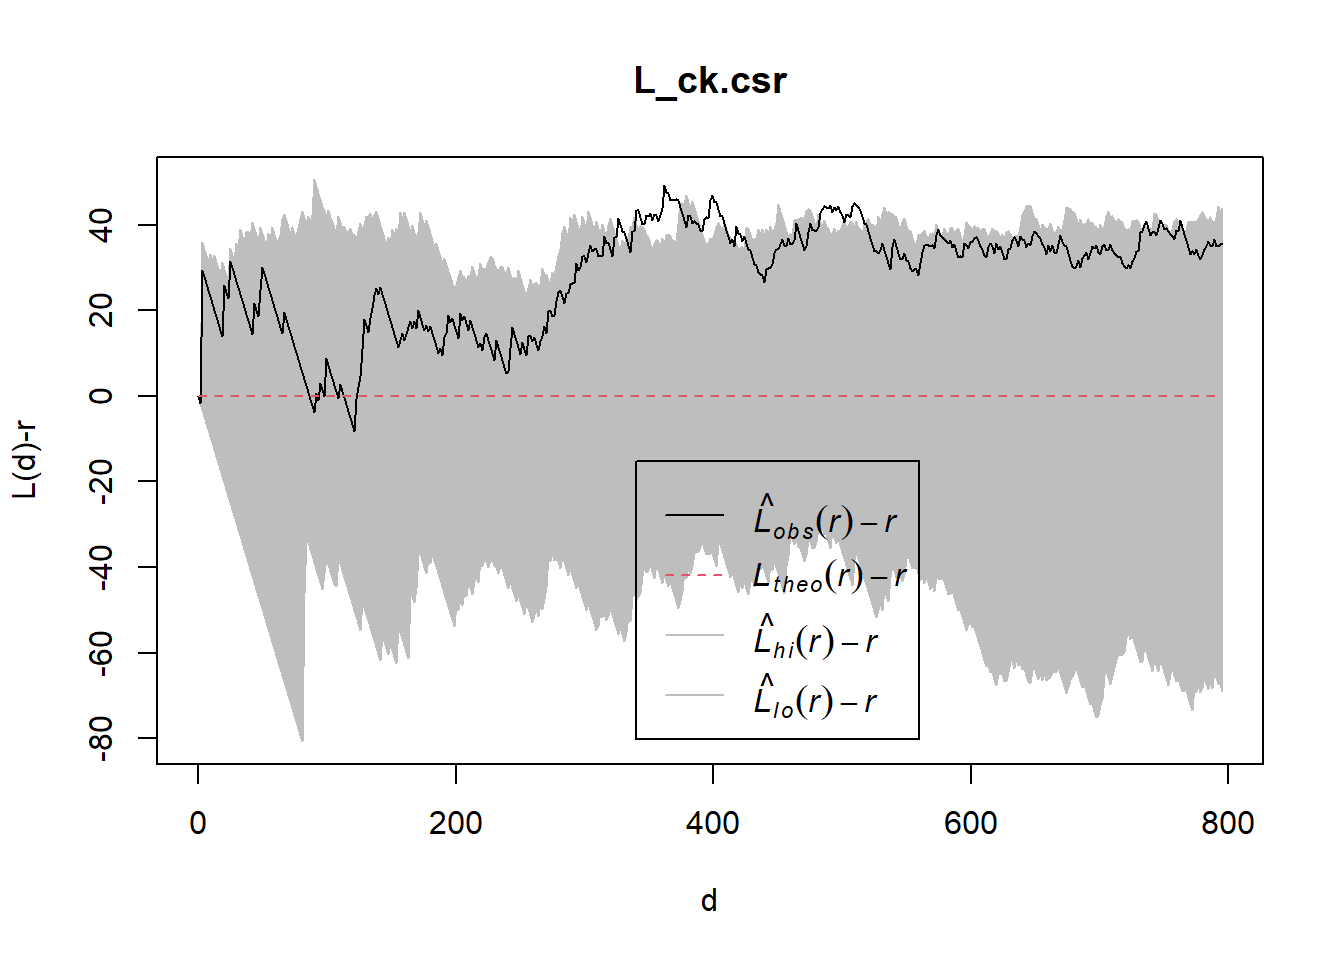 L_ck.csr
L(d)-r
40
20
0
-20
-40
-60
-80
L̂obs(r) – r
Ltheo(r) – r
L̂hi(r) – r
L̂lo(r) – r
0 200 400 600 800
d